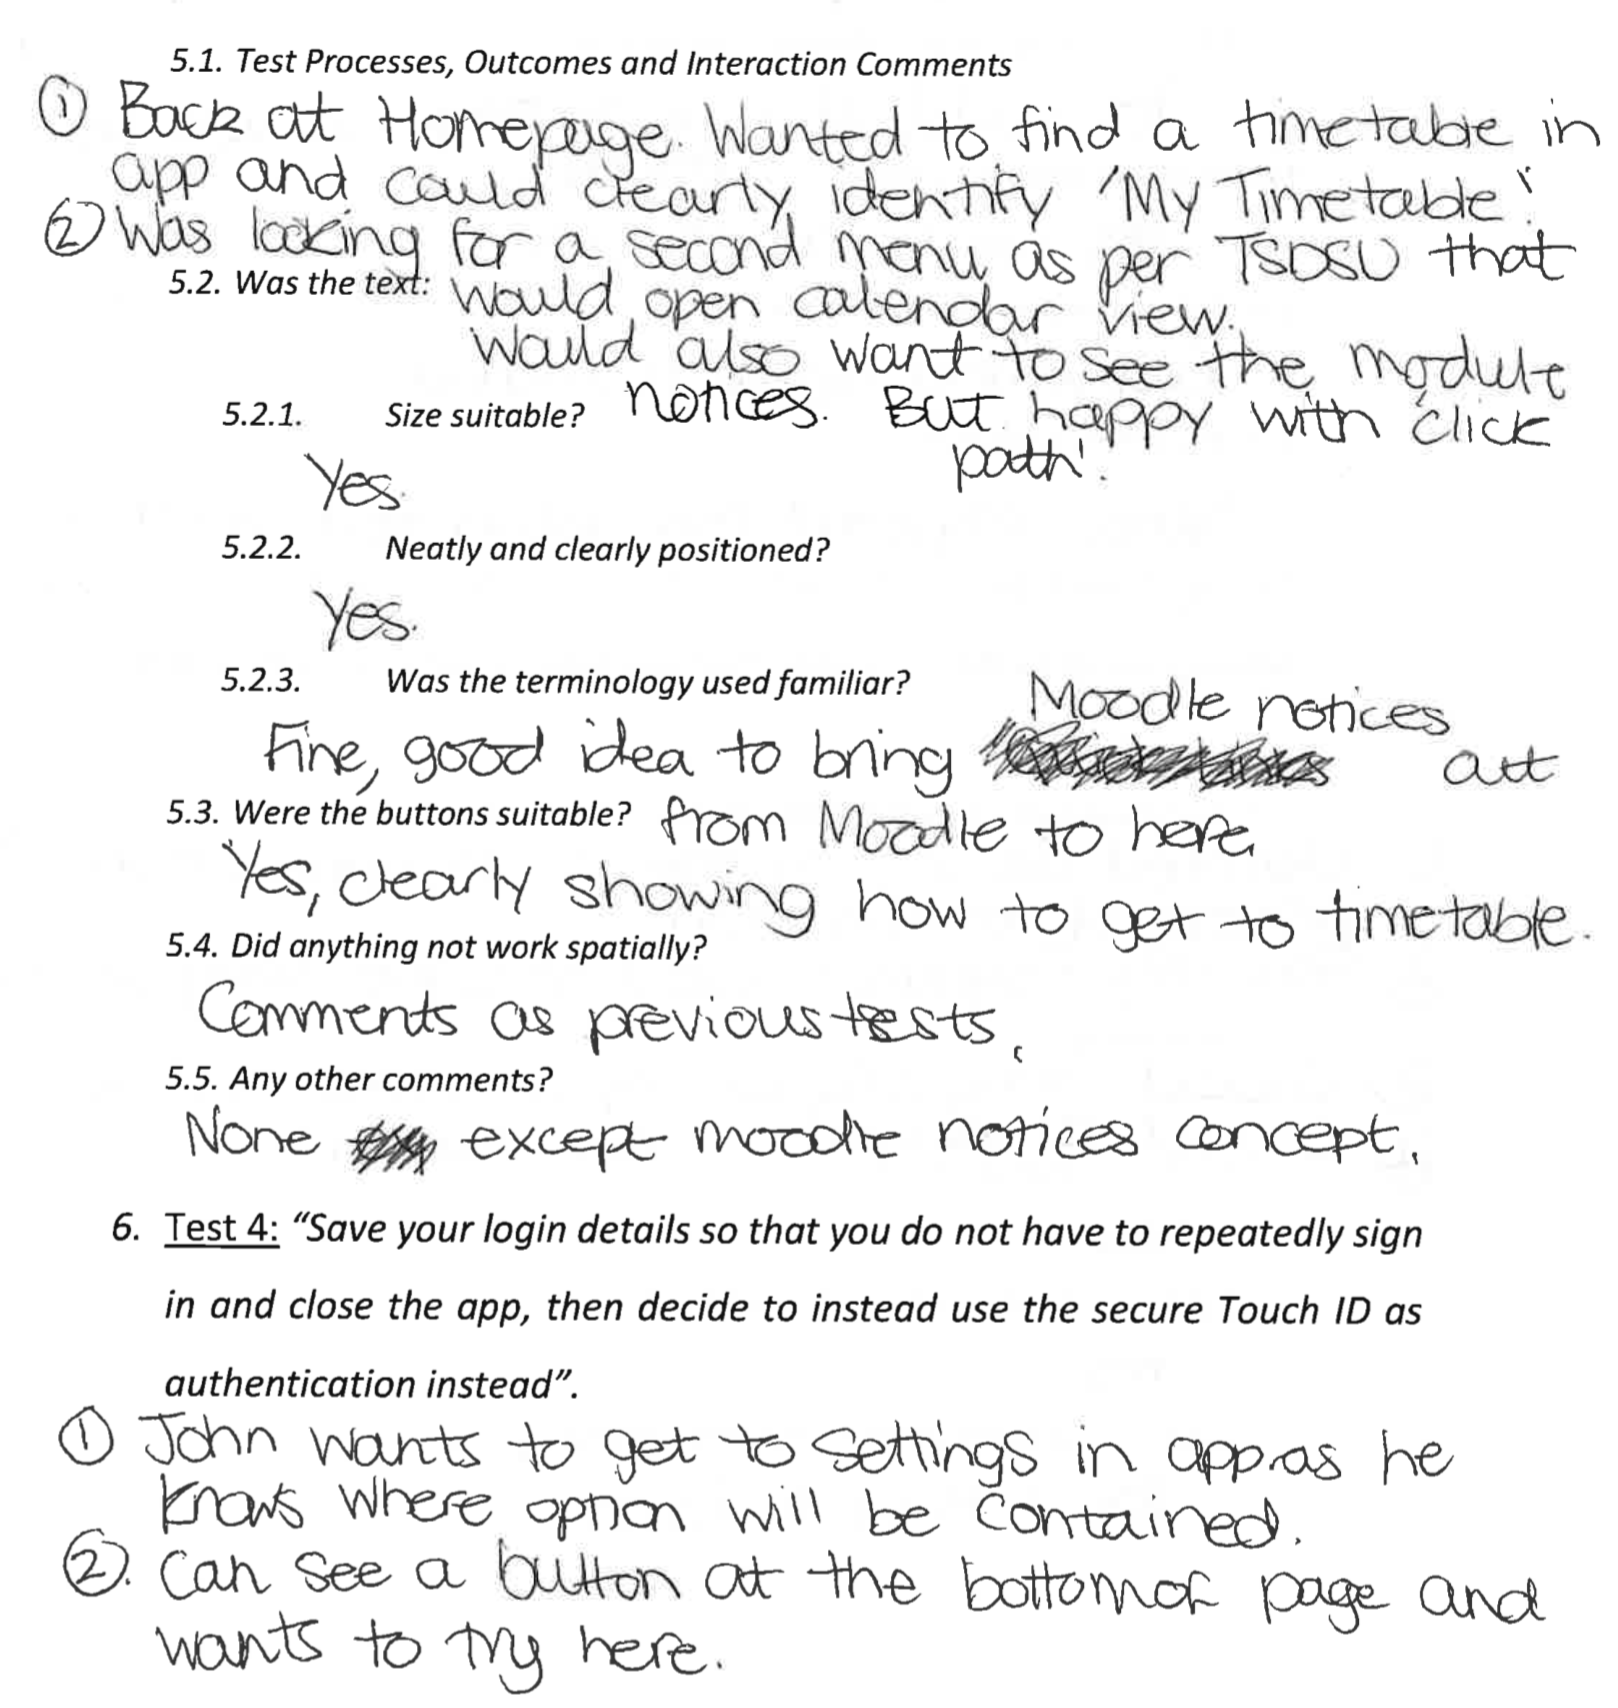 5.1. Test Processes, Outcomes and Interaction Comments
① Back at Homepage. Wanted to find a timetable in
app and could clearly identify 'My Timetable'.
② Was looking for a second menu as per TSDSU that
5.2. Was the text: would open calendar view.
Would also want to see the module
5.2.1. Size suitable? notices. But happy with 'click
path'.
Yes.
5.2.2. Neatly and clearly positioned?
Yes.
5.2.3. Was the terminology used familiar?
Moodle notices
Fine, good idea to bring out
5.3. Were the buttons suitable? from Moodle to here.
Yes, clearly showing how to get to timetable.
5.4. Did anything not work spatially?
Comments as previous tests.
5.5. Any other comments?
None except moodle notices concept.
6. Test 4: “Save your login details so that you do not have to repeatedly sign
in and close the app, then decide to instead use the secure Touch ID as
authentication instead”.
① John wants to get to settings in app.as he
knows where option will be contained.
②. Can see a button at the bottom of page and
wants to try here.